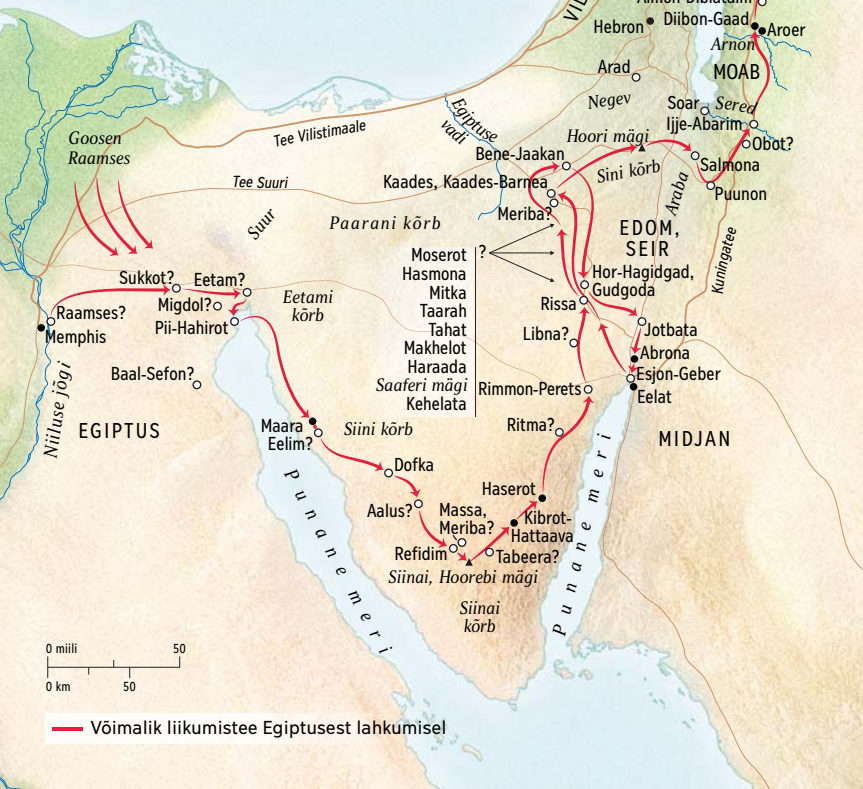 VIL
Hebron
Diibon-Gaad
Aroer
Arnon
MOAB
Arad
Negev
Soar
Sered
Ijje-Abarim
Obot?
Goosen
Raamses
Tee Vilistimaale
Egiptuse
vadi
Hoori mägi
Bene-Jaakan
Sini kõrb
Salmona
Puunon
Tee Suuri
Kaades, Kaades-Barnea
Meriba?
Araba
Suur
Paarani kõrb
EDOM,
SEIR
Kuningatee
Moserot
?
Hasmona
Mitka
Taarah
Tahat
Makhelot
Haraada
Saaferi mägi
Kehelata
Hor-Hagidgad,
Gudgoda
Rissa
Sukkot?
Eetam?
Migdol?
Eetami
kõrb
Raamses?
Memphis
Pii-Hahirot
Libna?
Jotbata
Abrona
Esjon-Geber
Eelat
Baal-Sefon?
Rimmon-Perets
Niiluse jõgi
EGIPTUS
Maara
Eelim?
Siini kõrb
Ritma?
MIDJAN
Dofka
Punane meri
Punane meri
Aalus?
Massa,
Meriba?
Haserot
Kibrot-
Hattaava
Refidim
Tabeera?
Siinai, Hoorebi mägi
Siinai
kõrb
0 miili 50
0 km 50
Võimalik liikumistee Egiptusest lahkumisel